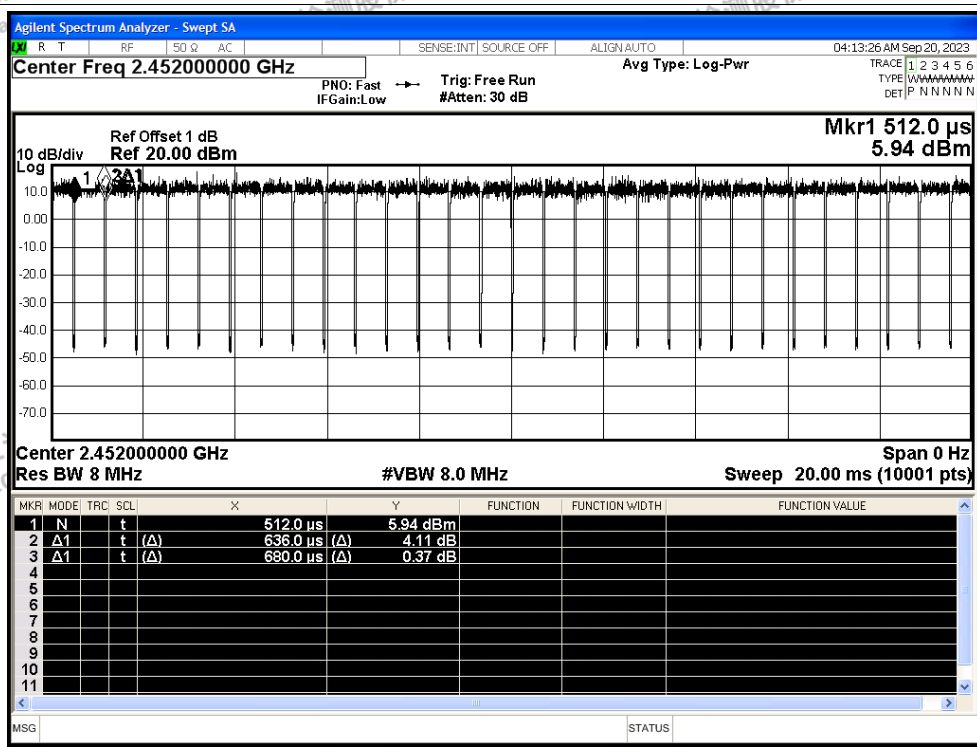 Agilent Spectrum Analyzer - Swept SA
LXI R T RF 50 Ω AC SENSE:INT SOURCE OFF ALIGN AUTO 04:13:26 AM Sep 20, 2023
Center Freq 2.452000000 GHz
PNO: Fast
IFGain:Low
Trig: Free Run
#Atten: 30 dB
Avg Type: Log-Pwr
TRACE 1 2 3 4 5 6
TYPE
DET P N N N N N
Mkr1 512.0 µs
5.94 dBm
Ref Offset 1 dB
10 dB/div Ref 20.00 dBm
Log
1
3Δ1
10.0
0.00
-10.0
-20.0
-30.0
-40.0
-50.0
-60.0
-70.0
Center 2.452000000 GHz Span 0 Hz
Res BW 8 MHz #VBW 8.0 MHz Sweep 20.00 ms (10001 pts)
MKR MODE TRC SCL X Y FUNCTION FUNCTION WIDTH FUNCTION VALUE
1 N t 512.0 µs 5.94 dBm
2 Δ1 t (Δ) 636.0 µs (Δ) 4.11 dB
3 Δ1 t (Δ) 680.0 µs (Δ) 0.37 dB
4
5
6
7
8
9
10
11
MSG STATUS